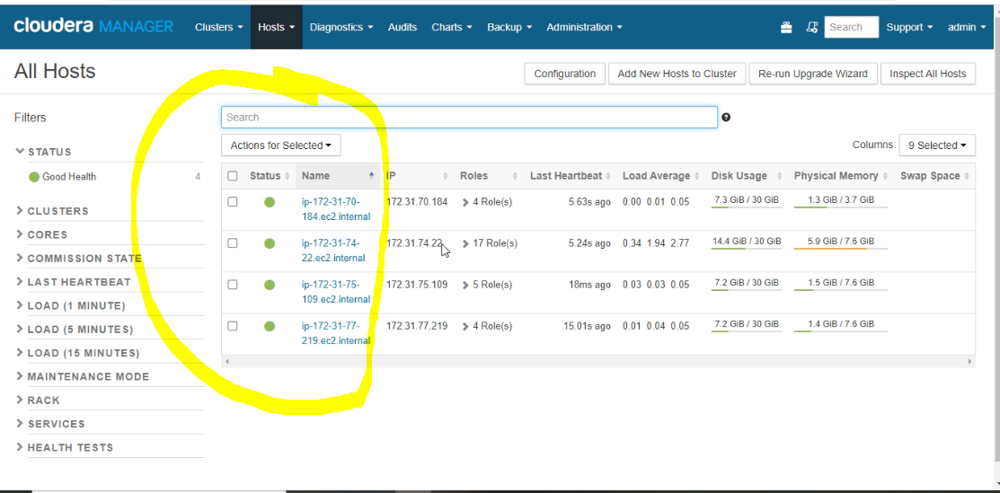 cloudera MANAGER Clusters Hosts Diagnostics Audits Charts Backup Administration Search Support admin
All Hosts
Configuration Add New Hosts to Cluster Re-run Upgrade Wizard Inspect All Hosts
Filters
Search
STATUS
Good Health 4
CLUSTERS
CORES
COMMISSION STATE
LAST HEARTBEAT
LOAD (1 MINUTE)
LOAD (5 MINUTES)
LOAD (15 MINUTES)
MAINTENANCE MODE
RACK
SERVICES
HEALTH TESTS
Actions for Selected Columns: 9 Selected
Status Name IP Roles Last Heartbeat Load Average Disk Usage Physical Memory Swap Space
ip-172-31-70-
184.ec2.internal 172.31.70.184 4 Role(s) 5.63s ago 0.00 0.01 0.05 7.3 GiB / 30 GiB 1.3 GiB / 3.7 GiB
ip-172-31-74-
22.ec2.internal 172.31.74.22 17 Role(s) 5.24s ago 0.34 1.94 2.77 14.4 GiB / 30 GiB 5.9 GiB / 7.6 GiB
ip-172-31-75-
109.ec2.internal 172.31.75.109 5 Role(s) 18ms ago 0.03 0.03 0.05 7.2 GiB / 30 GiB 1.5 GiB / 7.6 GiB
ip-172-31-77-
219.ec2.internal 172.31.77.219 4 Role(s) 15.01s ago 0.01 0.04 0.05 7.2 GiB / 30 GiB 1.4 GiB / 7.6 GiB